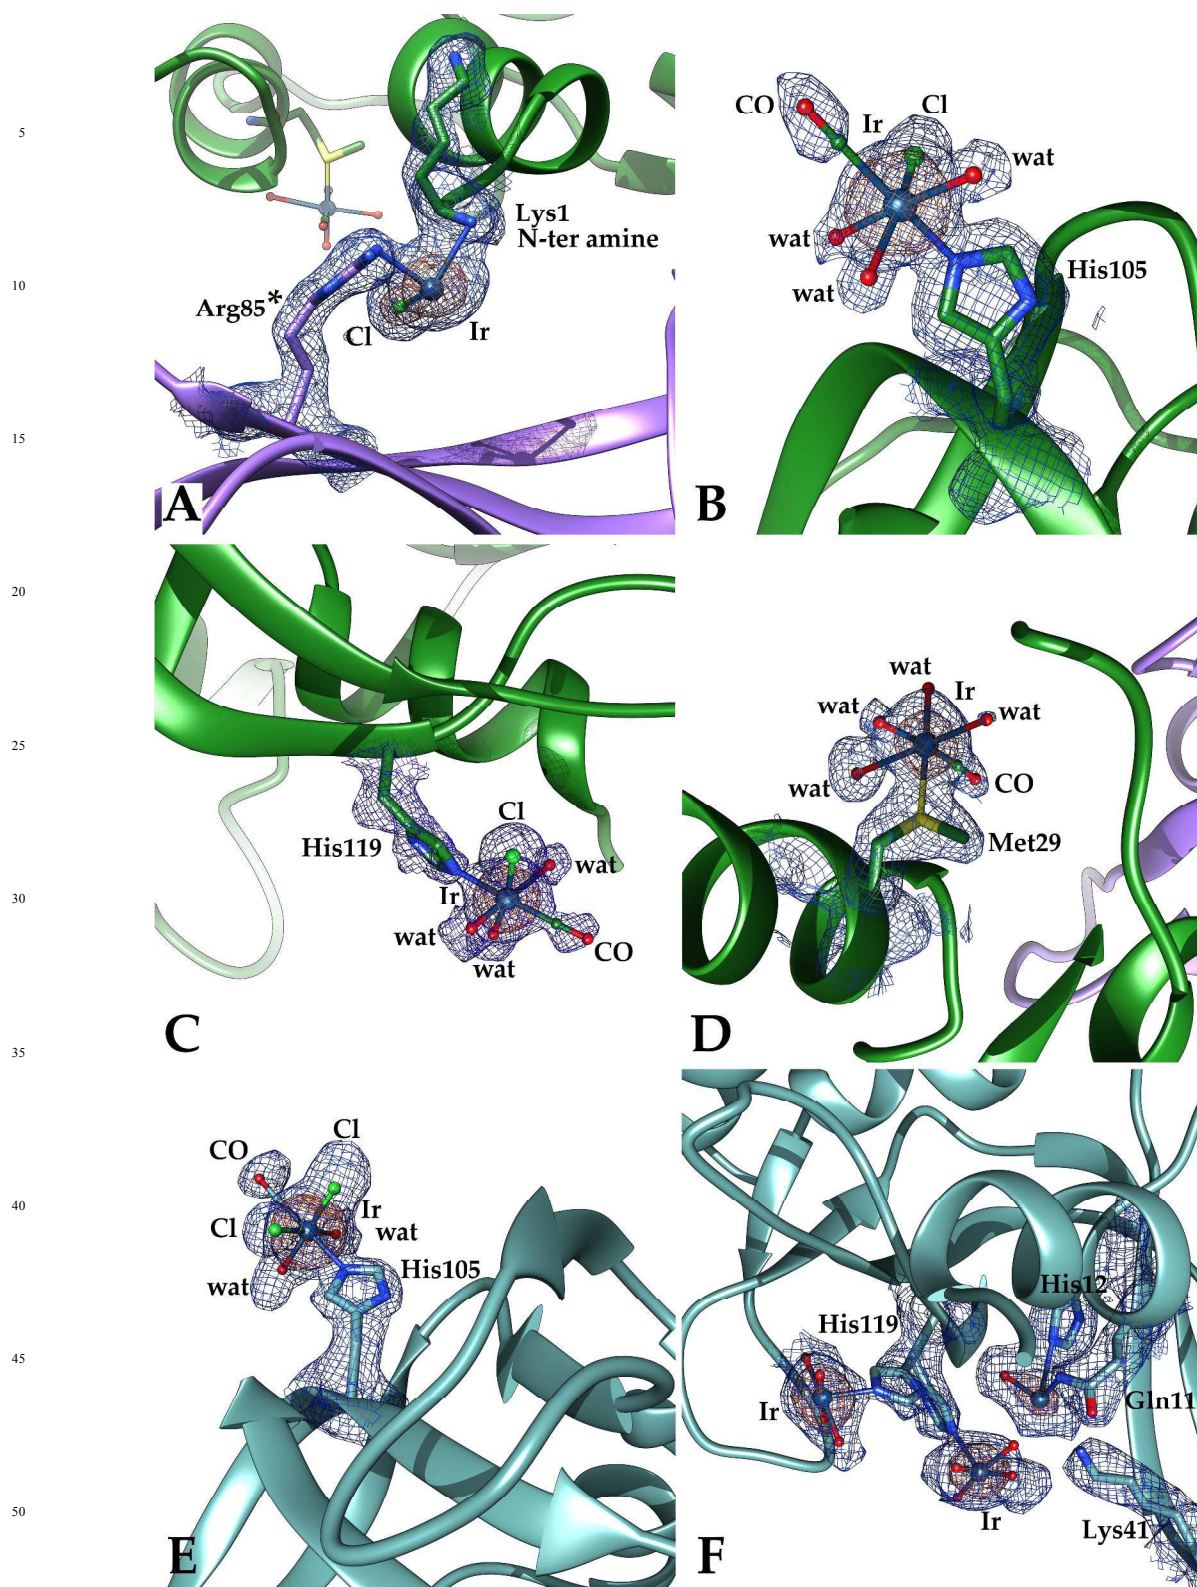 5
Lys1
N-ter amine
10
Arg85*
Cl
Ir
15
A
CO
Ir
Cl
wat
wat
wat
His105
B
20
25
Cl
His119
wat
30
Ir
wat
wat
CO
C
35
wat
Ir
wat
wat
wat
CO
Met29
D
Cl
CO
40
Ir
Cl
wat
His105
wat
45
50
E
His12
His119
Gln11
Ir
Ir
Lys41
F